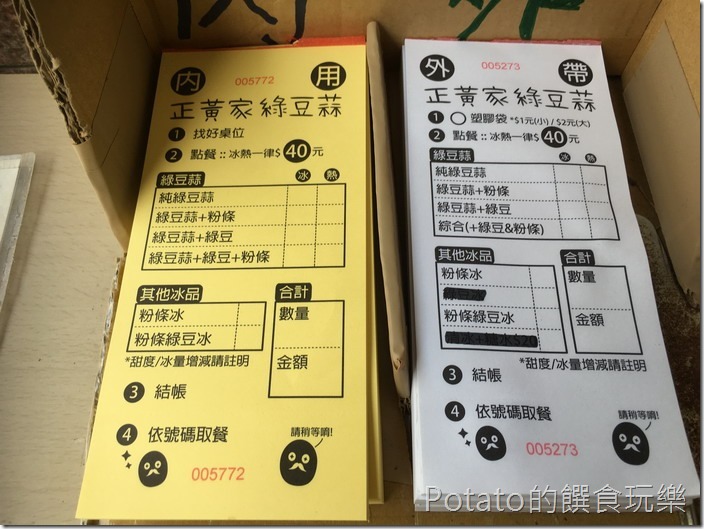 內用
005772
正黃家綠豆蒜
1 找好桌位
2 點餐::冰熱一律$40元
綠豆蒜 冰 熱
純綠豆蒜
綠豆蒜+粉條
綠豆蒜+綠豆
綠豆蒜+綠豆+粉條
其他冰品
粉條冰
粉條綠豆冰
合計
數量
金額
*甜度/冰量增減請註明
3 結帳
4 依號碼取餐
請稍等唷!
005772
外帶
005273
正黃家綠豆蒜
1 ○ 塑膠袋 *$1元(小) / $2元(大)
2 點餐::冰熱一律$40元
綠豆蒜 冰 熱
純綠豆蒜
綠豆蒜+粉條
綠豆蒜+綠豆
綜合(+綠豆&粉條)
其他冰品
粉條冰
粉條綠豆冰
合計
數量
金額
*甜度/冰量增減請註明
3 結帳
4 依號碼取餐
請稍等唷!
005273
Potato的饌食玩樂